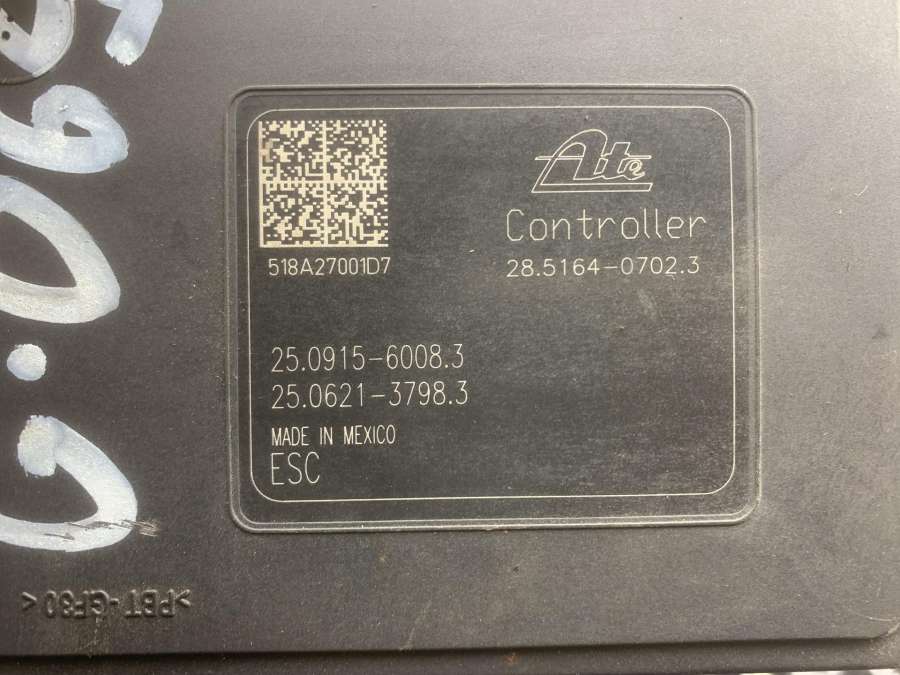 Ate
Controller
518A27001D7
28.5164-0702.3
25.0915-6008.3
25.0621-3798.3
MADE IN MEXICO
ESC
>PBT-GF30<